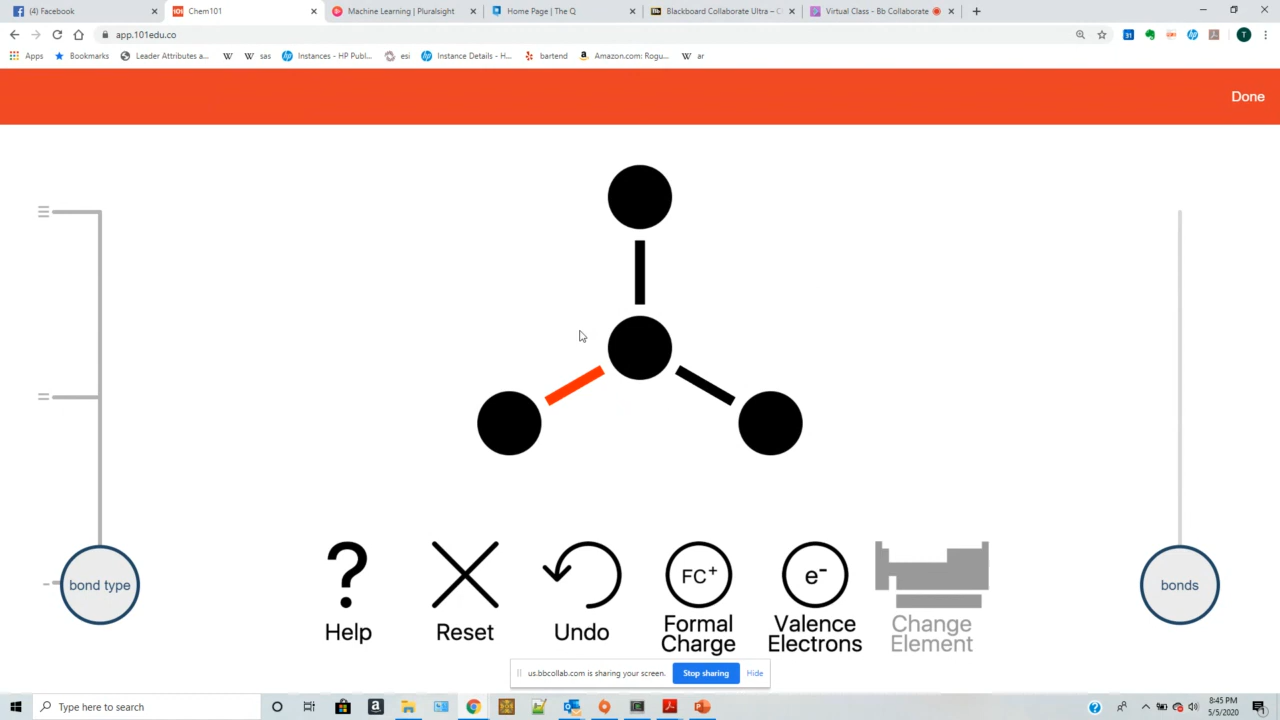 (4) Facebook
Chem101
Machine Learning | Pluralsight
Home Page | The Q
Blackboard Collaborate Ultra – C
Virtual Class - Bb Collaborate
app.101edu.co
Apps
Bookmarks
Leader Attributes a...
sas
Instances - HP Publ...
esi
Instance Details - H...
bartend
Amazon.com: Rogu...
ar
Done
bond type
bonds
FC+
e-
Help
Reset
Undo
Formal
Charge
Valence
Electrons
Change
Element
us.bbcollab.com is sharing your screen.
Stop sharing
Hide
Type here to search
8:45 PM
5/5/2020